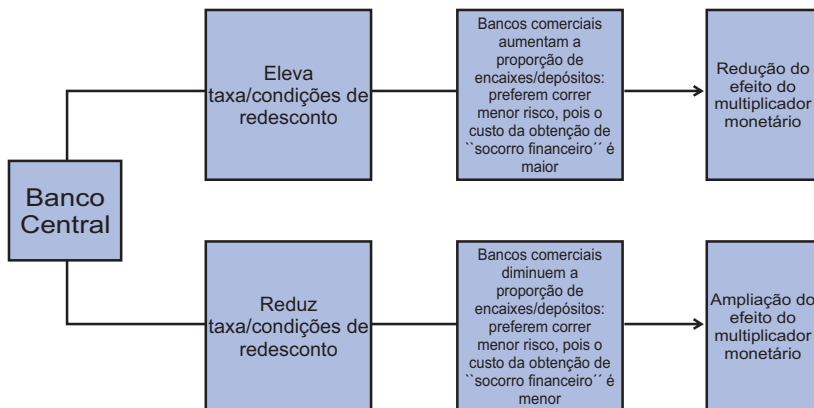 Banco
Central
Eleva
taxa/condições de
redesconto
Bancos comerciais
aumentam a
proporção de
encaixes/depósitos:
preferem correr
menor risco, pois o
custo da obtenção de
``socorro financeiro´´ é
maior
Redução do
efeito do
multiplicador
monetário
Reduz
taxa/condições de
redesconto
Bancos comerciais
diminuem a
proporção de
encaixes/depósitos:
preferem correr
menor risco, pois o
custo da obtenção de
``socorro financeiro´´ é
menor
Ampliação do
efeito do
multiplicador
monetário